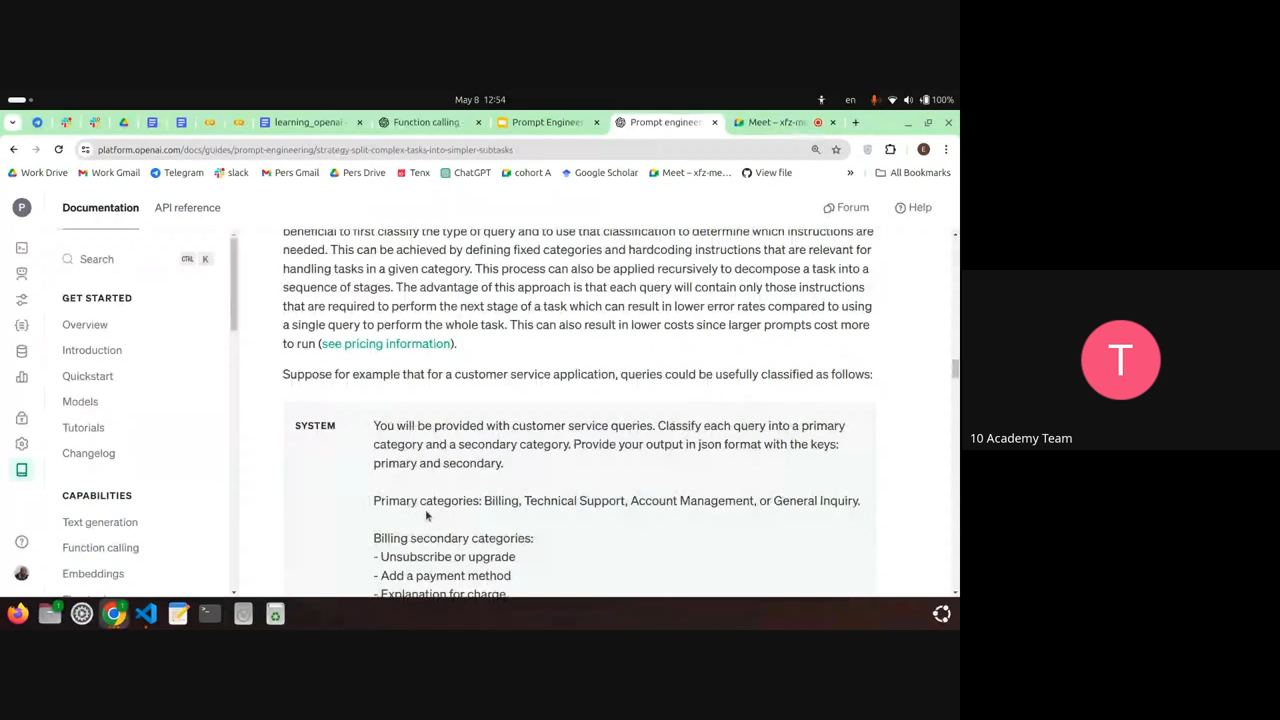 May 8 12:54
en
100%
learning_openai
Function calling
Prompt Enginee
Prompt engineer
Meet – xfz-me
platform.openai.com/docs/guides/prompt-engineering/strategy-split-complex-tasks-into-simpler-subtasks
Work Drive
Work Gmail
Telegram
slack
Pers Gmail
Pers Drive
Tenx
ChatGPT
cohort A
Google Scholar
Meet – xfz-me...
View file
»
All Bookmarks
P
Documentation
API reference
Forum
Help
Search
CTRL K
GET STARTED
Overview
Introduction
Quickstart
Models
Tutorials
Changelog
CAPABILITIES
Text generation
Function calling
Embeddings
beneficial to first classify the type of query and to use that classification to determine which instructions are
needed. This can be achieved by defining fixed categories and hardcoding instructions that are relevant for
handling tasks in a given category. This process can also be applied recursively to decompose a task into a
sequence of stages. The advantage of this approach is that each query will contain only those instructions
that are required to perform the next stage of a task which can result in lower error rates compared to using
a single query to perform the whole task. This can also result in lower costs since larger prompts cost more
to run (see pricing information).
Suppose for example that for a customer service application, queries could be usefully classified as follows:
SYSTEM
You will be provided with customer service queries. Classify each query into a primary
category and a secondary category. Provide your output in json format with the keys:
primary and secondary.
Primary categories: Billing, Technical Support, Account Management, or General Inquiry.
Billing secondary categories:
- Unsubscribe or upgrade
- Add a payment method
- Explanation for charge
T
10 Academy Team